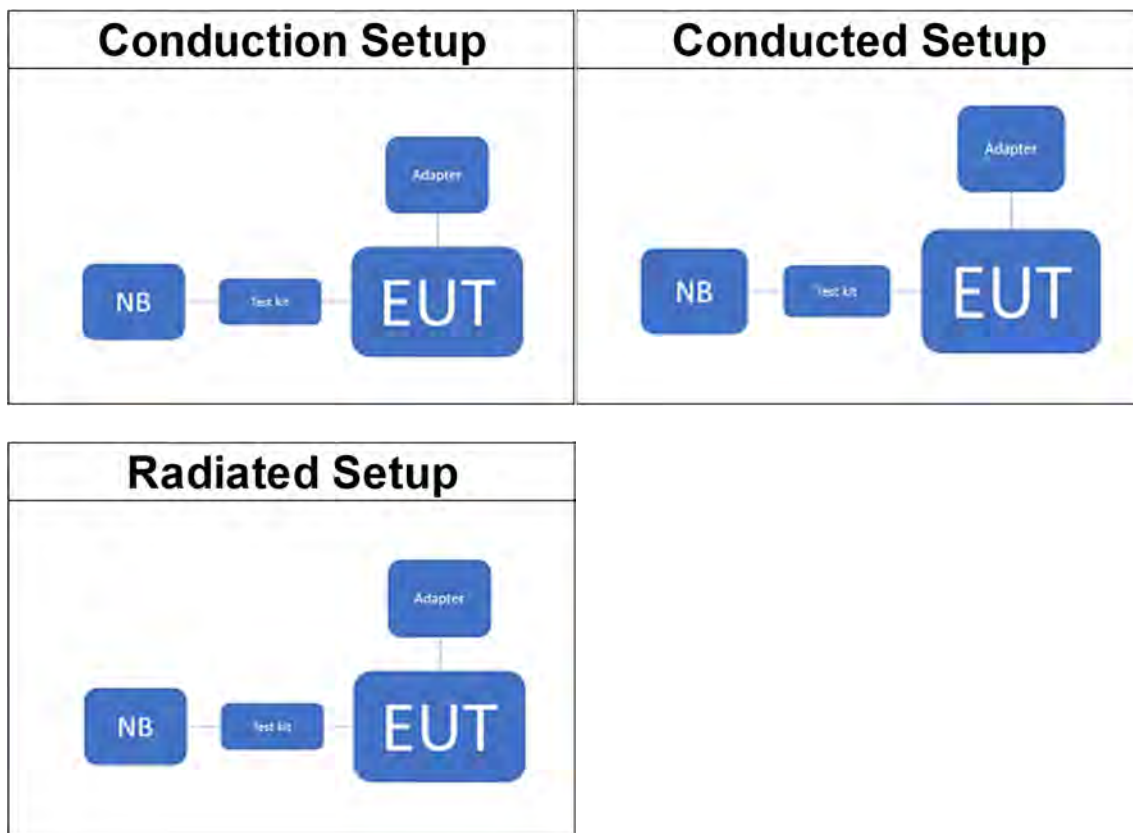 Conduction Setup
Adapter
NB
Test kit
EUT
Conducted Setup
Adapter
NB
Test kit
EUT
Radiated Setup
Adapter
NB
Test kit
EUT